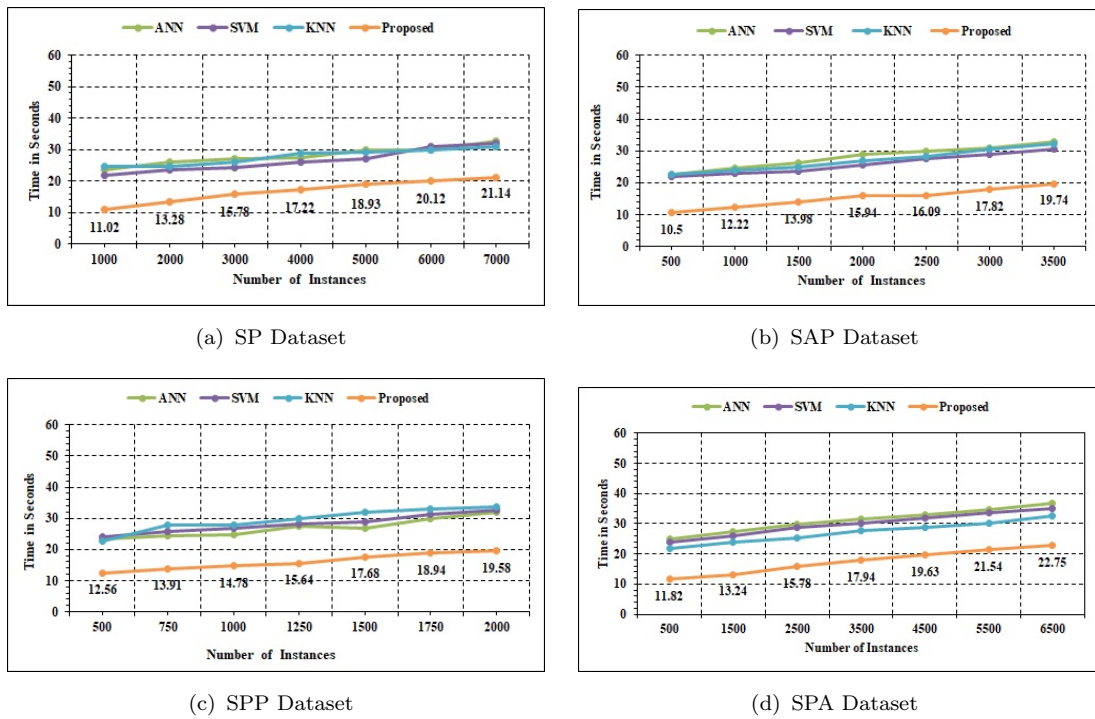 ANN SVM KNN Proposed
60
50
40
30
20
10
0
Time in Seconds
11.02 13.28 15.78 17.22 18.93 20.12 21.14
1000 2000 3000 4000 5000 6000 7000
Number of Instances
(a) SP Dataset
ANN SVM KNN Proposed
60
50
40
30
20
10
0
Time in Seconds
10.5 12.22 13.98 15.94 16.09 17.82 19.74
500 1000 1500 2000 2500 3000 3500
Number of Instances
(b) SAP Dataset
ANN SVM KNN Proposed
60
50
40
30
20
10
0
Time in Seconds
12.56 13.91 14.78 15.64 17.68 18.94 19.58
500 750 1000 1250 1500 1750 2000
Number of Instances
(c) SPP Dataset
ANN SVM KNN Proposed
60
50
40
30
20
10
0
Time in Seconds
11.82 13.24 15.78 17.94 19.63 21.54 22.75
500 1500 2500 3500 4500 5500 6500
Number of Instances
(d) SPA Dataset